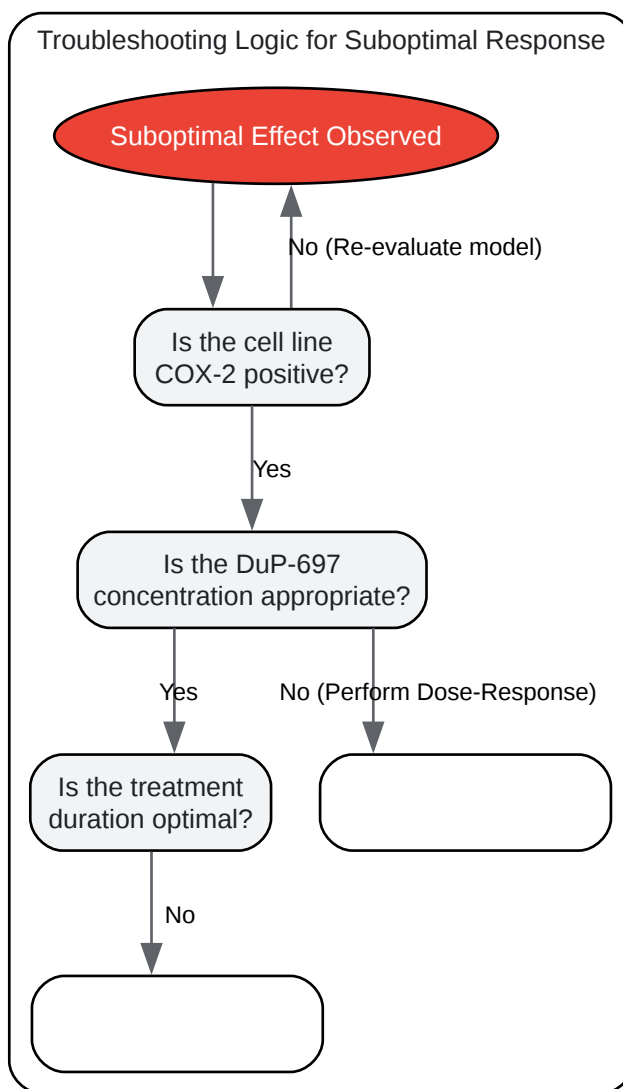 Troubleshooting Logic for Suboptimal Response
Suboptimal Effect Observed
No (Re-evaluate model)
Is the cell line
COX-2 positive?
Yes
Is the DuP-697
concentration appropriate?
Yes
No (Perform Dose-Response)
Is the treatment
duration optimal?
No